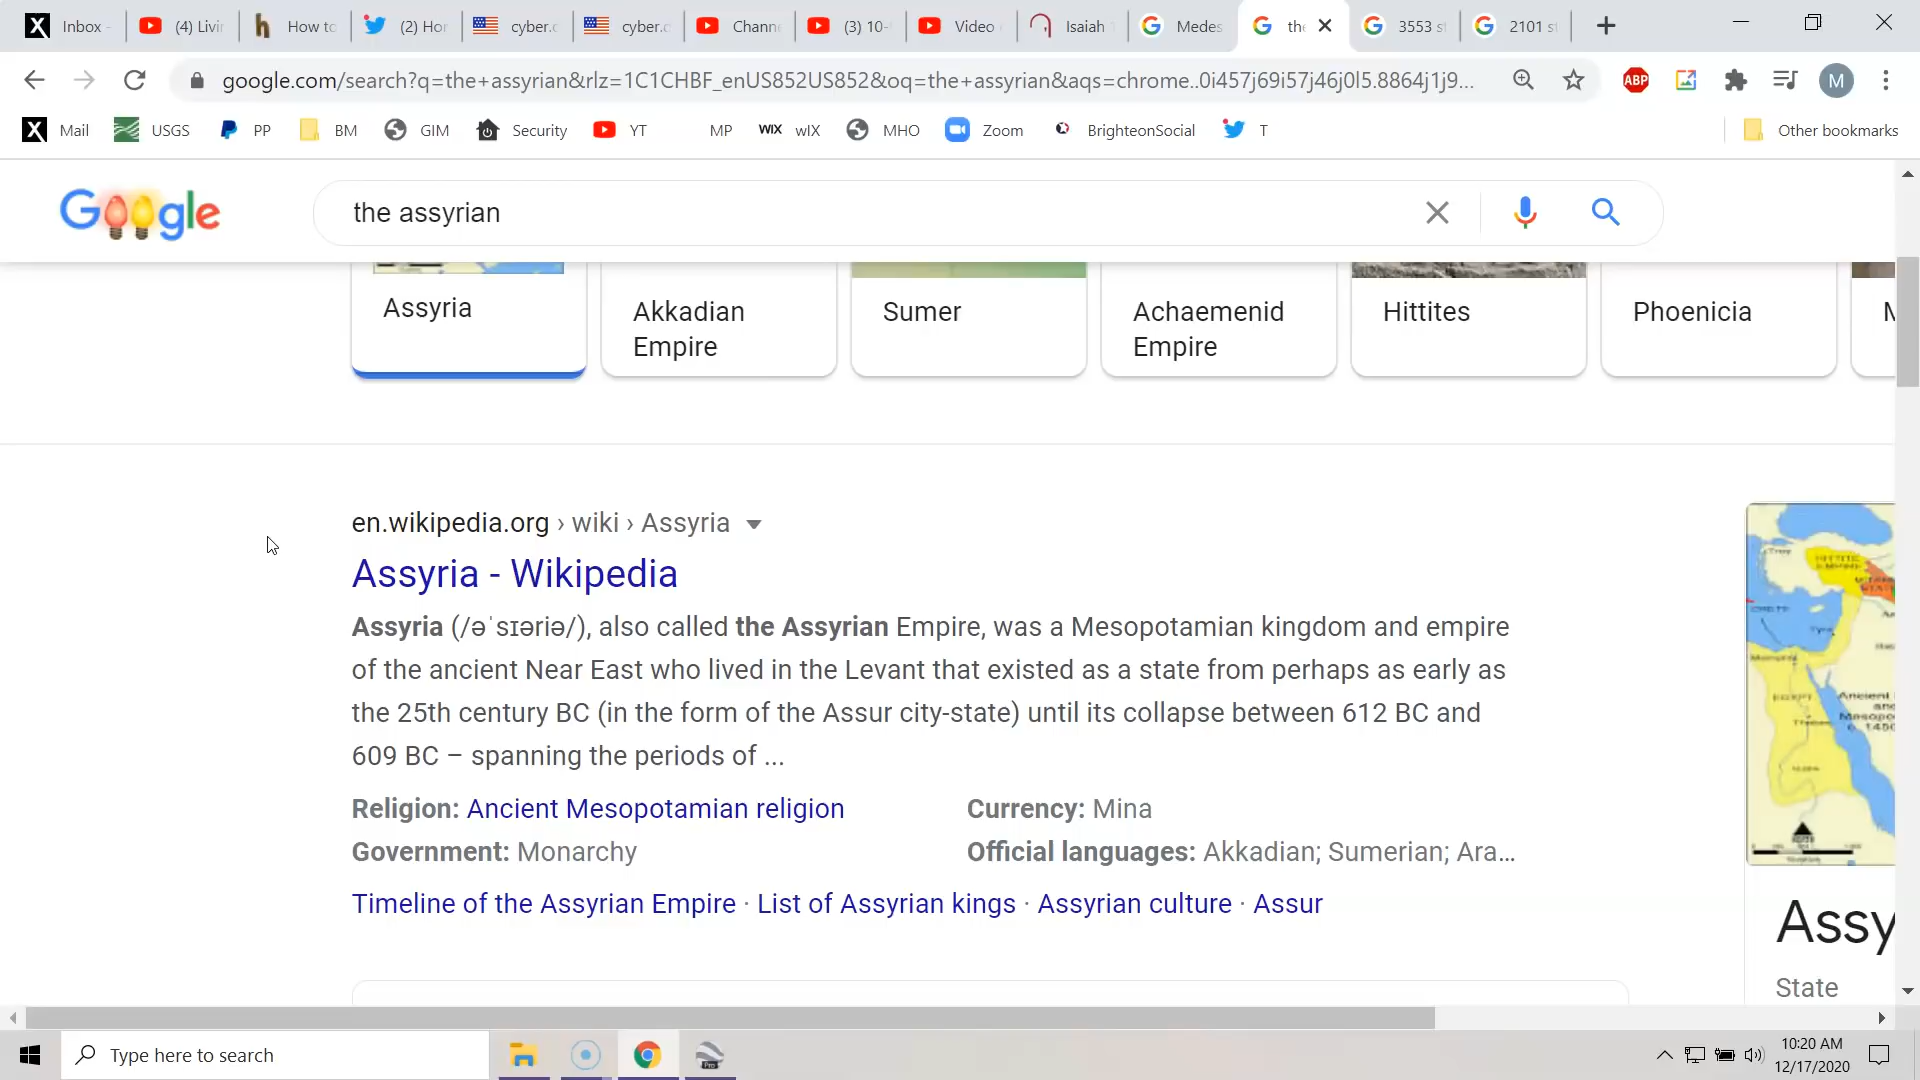 Inbox -
(4) Livi
How to
(2) Hor
cyber.c
cyber.c
Channe
(3) 10-
Video
Isaiah
Medes
the
3553 s
2101 s
google.com/search?q=the+assyrian&rlz=1C1CHBF_enUS852US852&oq=the+assyrian&aqs=chrome..0i457j69i57j46j0l5.8864j1j9...
ABP
M
Mail
USGS
PP
BM
GIM
Security
YT
MP
WIX wIX
MHO
Zoom
BrighteonSocial
T
Other bookmarks
Google
the assyrian
Assyria
Akkadian
Empire
Sumer
Achaemenid
Empire
Hittites
Phoenicia
en.wikipedia.org › wiki › Assyria
Assyria - Wikipedia
Assyria (/əˈsɪəriə/), also called the Assyrian Empire, was a Mesopotamian kingdom and empire
of the ancient Near East who lived in the Levant that existed as a state from perhaps as early as
the 25th century BC (in the form of the Assur city-state) until its collapse between 612 BC and
609 BC – spanning the periods of ...
Religion: Ancient Mesopotamian religion
Currency: Mina
Government: Monarchy
Official languages: Akkadian; Sumerian; Ara...
Timeline of the Assyrian Empire · List of Assyrian kings · Assyrian culture · Assur
Assy
State
Type here to search
10:20 AM
12/17/2020